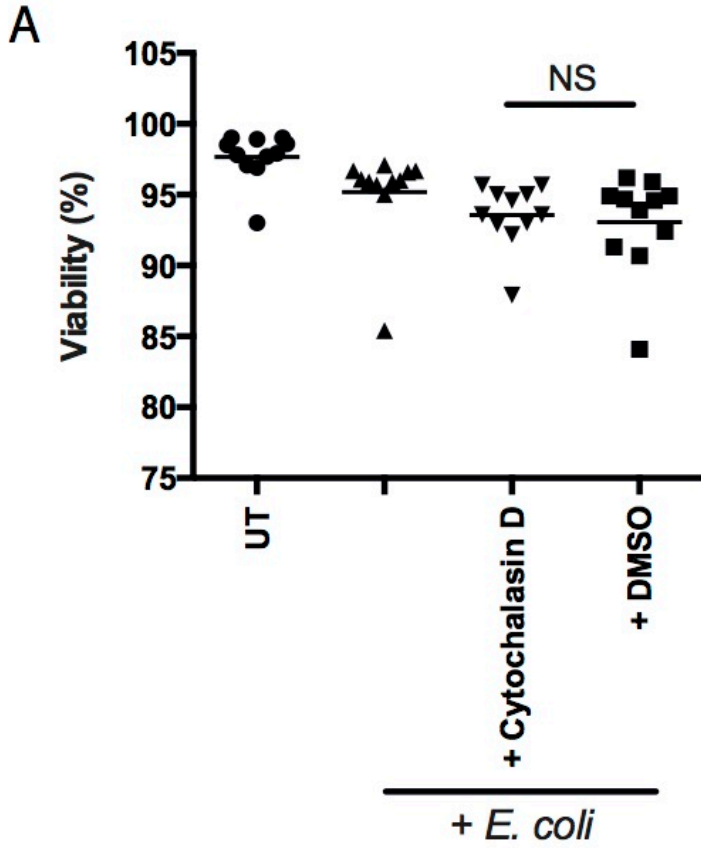 A
NS
Viability (%)
105
100
95
90
85
80
75
UT
+ Cytochalasin D
+ DMSO
+ E. coli